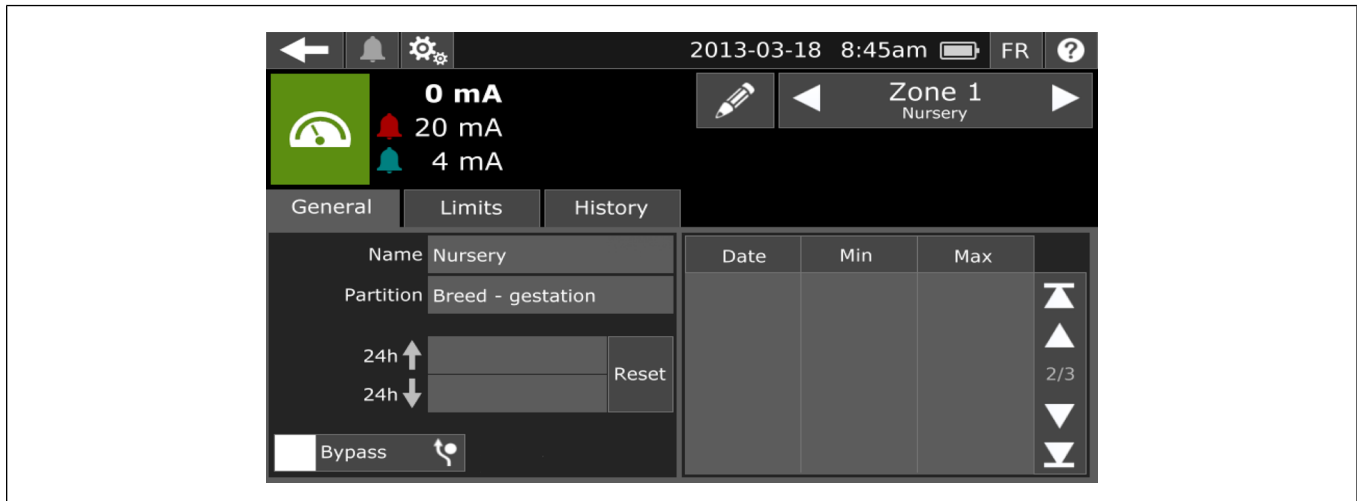 2013-03-18 8:45am FR ?
0 mA
20 mA
4 mA
Zone 1
Nursery
General Limits History
Name Nursery
Partition Breed - gestation
24h
24h
Reset
Bypass
Date Min Max
2/3